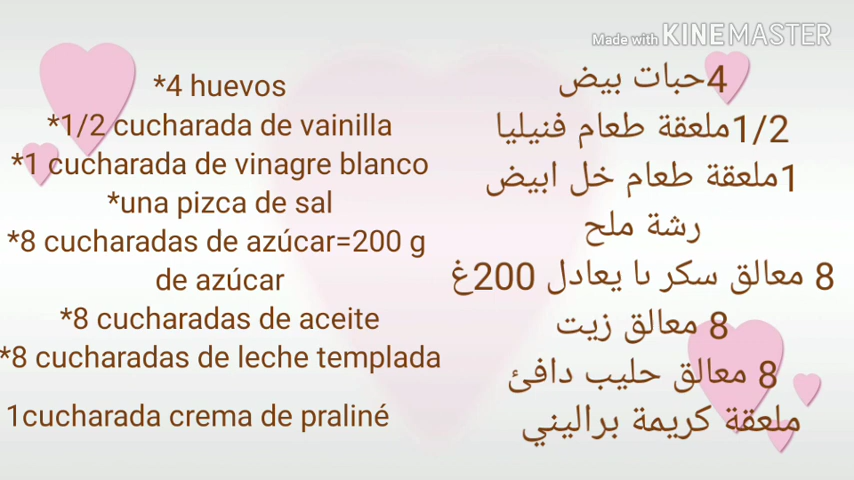 Made with KINEMASTER
*4 huevos
*1/2 cucharada de vainilla
*1 cucharada de vinagre blanco
*una pizca de sal
*8 cucharadas de azúcar=200 g
de azúcar
*8 cucharadas de aceite
*8 cucharadas de leche templada
1cucharada crema de praliné
4حبات بيض
1/2ملعقة طعام فنيليا
1ملعقة طعام خل ابيض
رشة ملح
8 معالق سكر ںا يعادل 200غ
8 معالق زيت
8 معالق حليب دافئ
ملعقة كريمة براليني